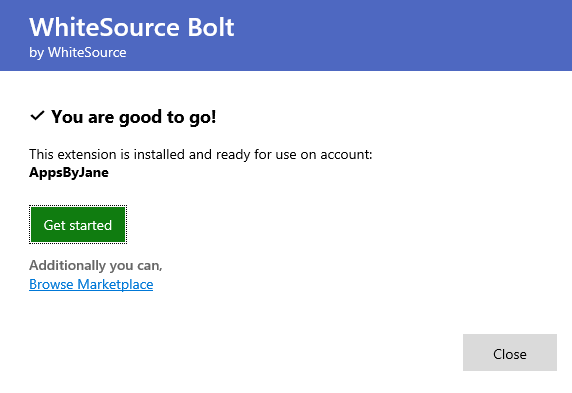 WhiteSource Bolt
by WhiteSource
You are good to go!
This extension is installed and ready for use on account:
AppsByJane
Get started
Additionally you can,
Browse Marketplace
Close